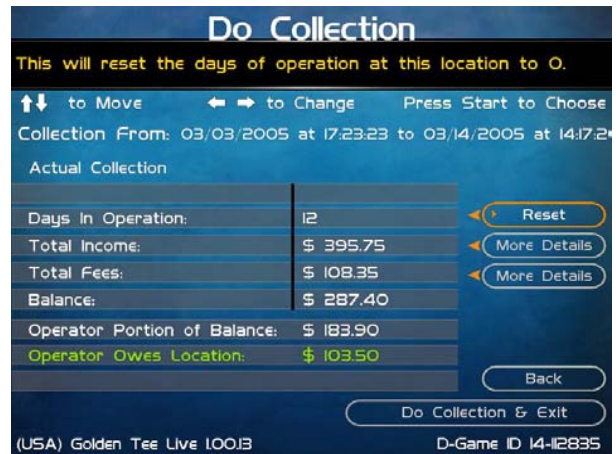 Do Collection
This will reset the days of operation at this location to 0.
to Move to Change Press Start to Choose
Collection From: 03/03/2005 at 17:23:23 to 03/14/2005 at 14:17:2
Actual Collection
Days In Operation: 12 Reset
Total Income: $ 395.75 More Details
Total Fees: $ 108.35 More Details
Balance: $ 287.40
Operator Portion of Balance: $ 183.90
Operator Owes Location: $ 103.50
Back
Do Collection & Exit
(USA) Golden Tee Live 1.00.13 D-Game ID 14-112835